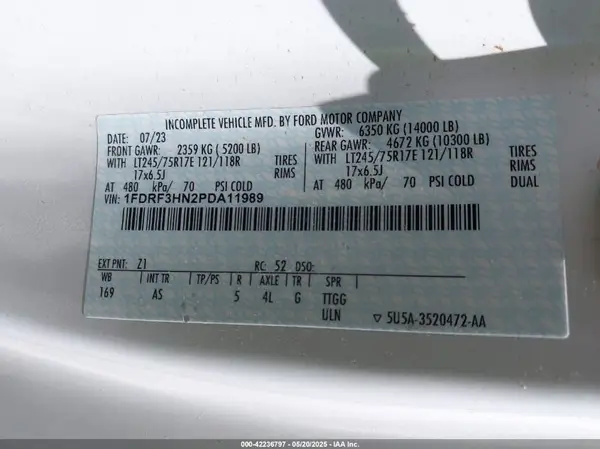 INCOMPLETE VEHICLE MFD. BY FORD MOTOR COMPANY
DATE: 07/23 GVWR: 6350 KG (14000 LB)
FRONT GAWR: 2359 KG ( 5200 LB) REAR GAWR: 4672 KG (10300 LB)
WITH LT245/75R17E 121/118R TIRES WITH LT245/75R17E 121/118R TIRES
17x6.5J RIMS 17x6.5J RIMS
AT 480 kPa/ 70 PSI COLD AT 480 kPa/ 70 PSI COLD DUAL
VIN: 1FDRF3HN2PDA11989
EXT PNT: Z1 RC: 52 DSO:
WB INT TR TP/PS R AXLE TR SPR
169 AS 5 4L G TTGG
ULN ▽ 5U5A-3520472-AA
000-42236797 - 05/20/2025 - IAA Inc.